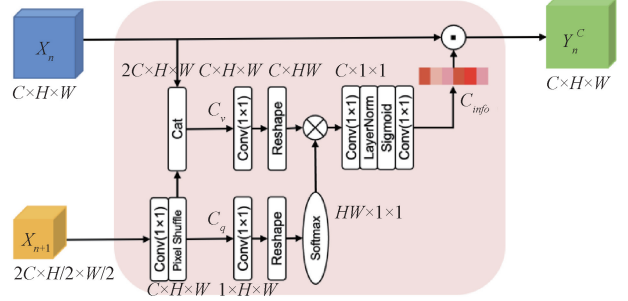 X_n
C×H×W
2C×H×W C×H×W C×HW C×1×1
Y_n^C
C×H×W
C_info
Cat
C_v
Conv(1×1)
Reshape
Conv(1×1)
LayerNorm
Sigmoid
Conv(1×1)
X_{n+1}
2C×H/2×W/2
Conv(1×1)
Pixel Shuffle
C_q
Conv(1×1)
Reshape
Softmax
HW×1×1
C×H×W 1×H×W